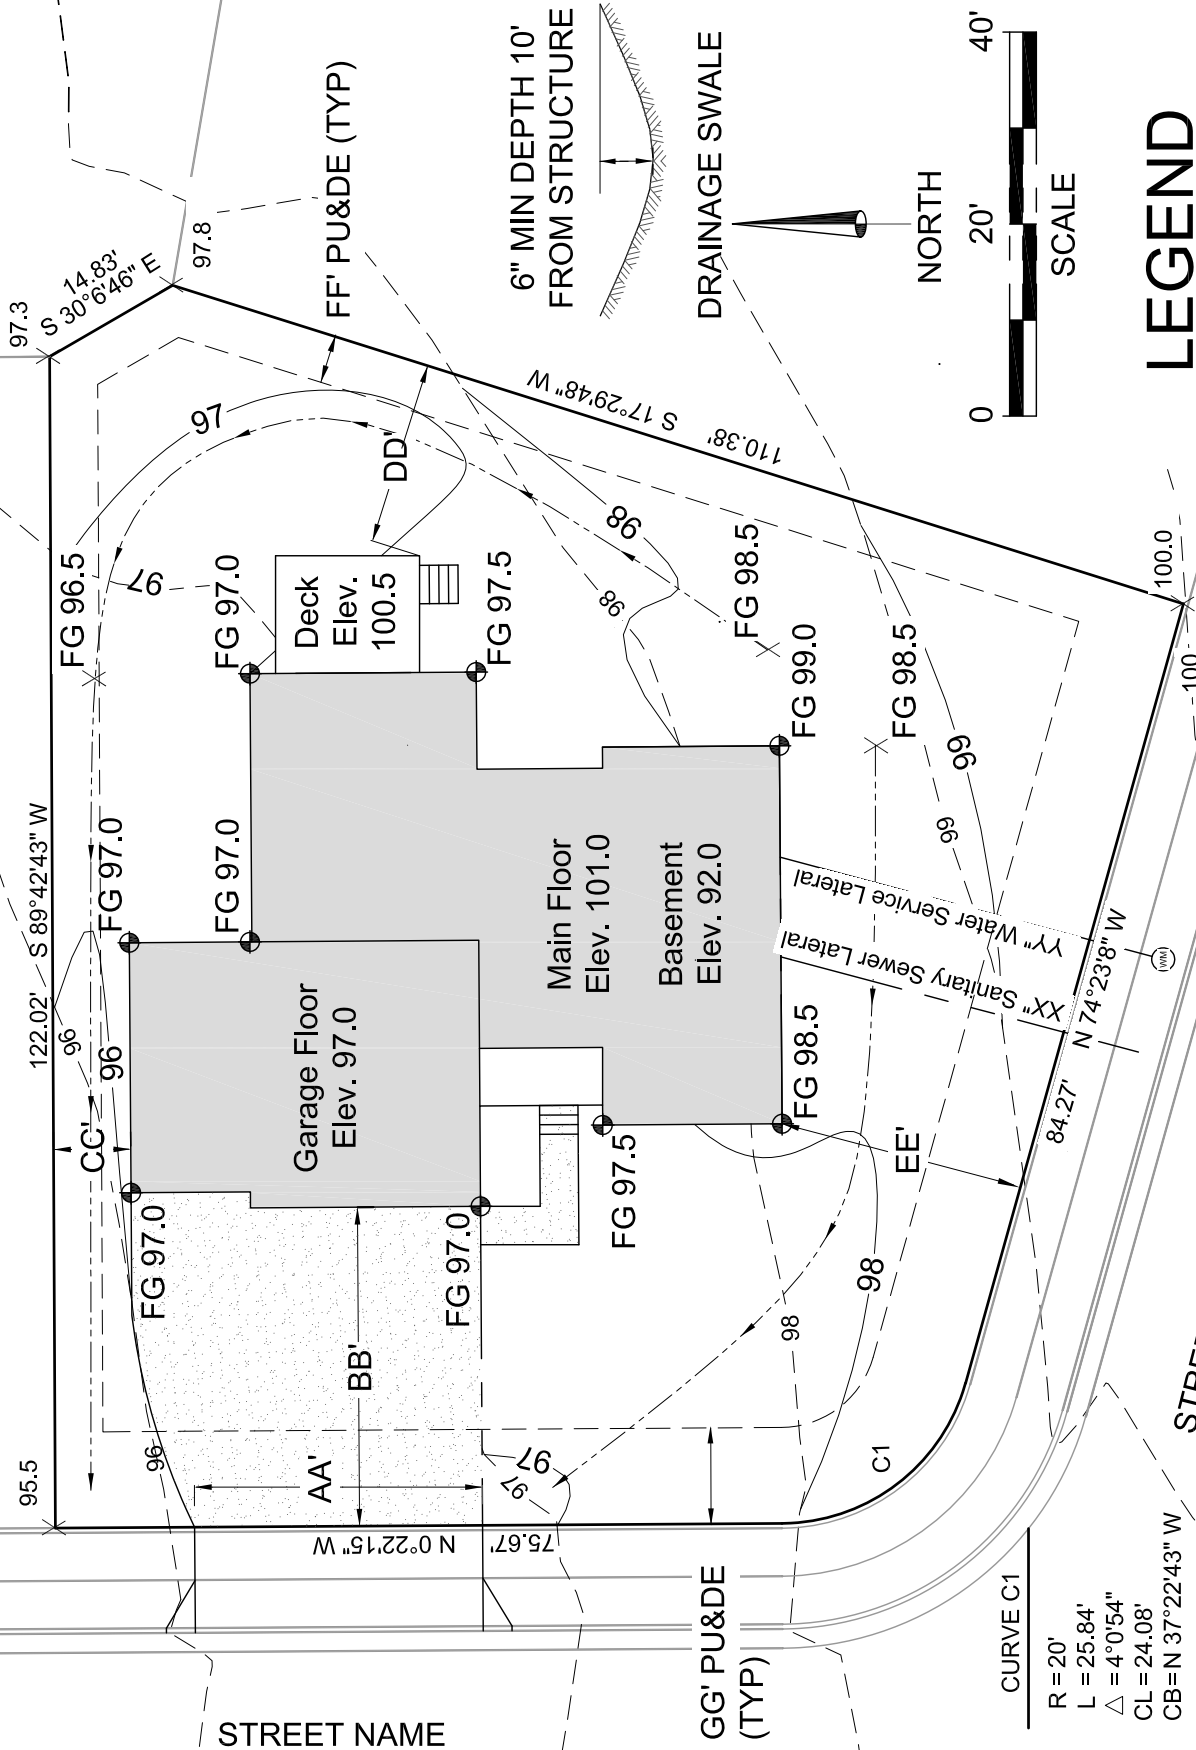 97.3
14.83'
S 30°6'46" E
97.8
FF' PU&DE (TYP)
6" MIN DEPTH 10'
FROM STRUCTURE
DRAINAGE SWALE
NORTH
0
20'
40'
SCALE
LEGEND
122.02'
S 89°42'43" W
FG 96.5
97
97
FG 97.0
Deck
Elev.
100.5
DD'
S 17°29'48" W
110.38'
FG 97.5
98
98
FG 98.5
FG 99.0
FG 98.5
99
99
100.0
100
FG 97.0
FG 97.0
96
96
CC'
Garage Floor
Elev. 97.0
Main Floor
Elev. 101.0
Basement
Elev. 92.0
YY" Water Service Lateral
XX" Sanitary Sewer Lateral
WM
N 74°23'8" W
84.27'
FG 98.5
FG 97.5
EE'
FG 97.0
FG 97.0
BB'
AA'
96
97
97
98
98
95.5
N 0°22'15" W
75.67'
C1
GG' PU&DE
(TYP)
STREET NAME
CURVE C1
R = 20'
L = 25.84'
△ = 4°0'54"
CL = 24.08'
CB= N 37°22'43" W